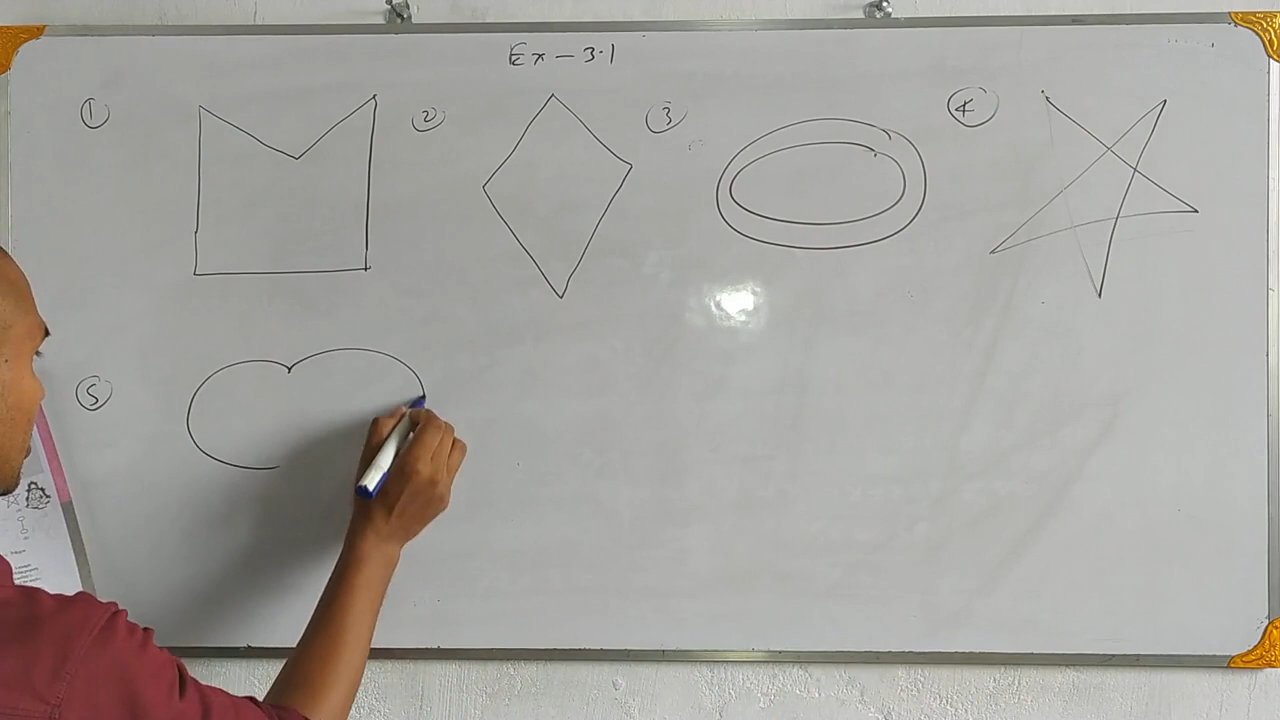 Ex - 3.1
① ② ③ ④
⑤